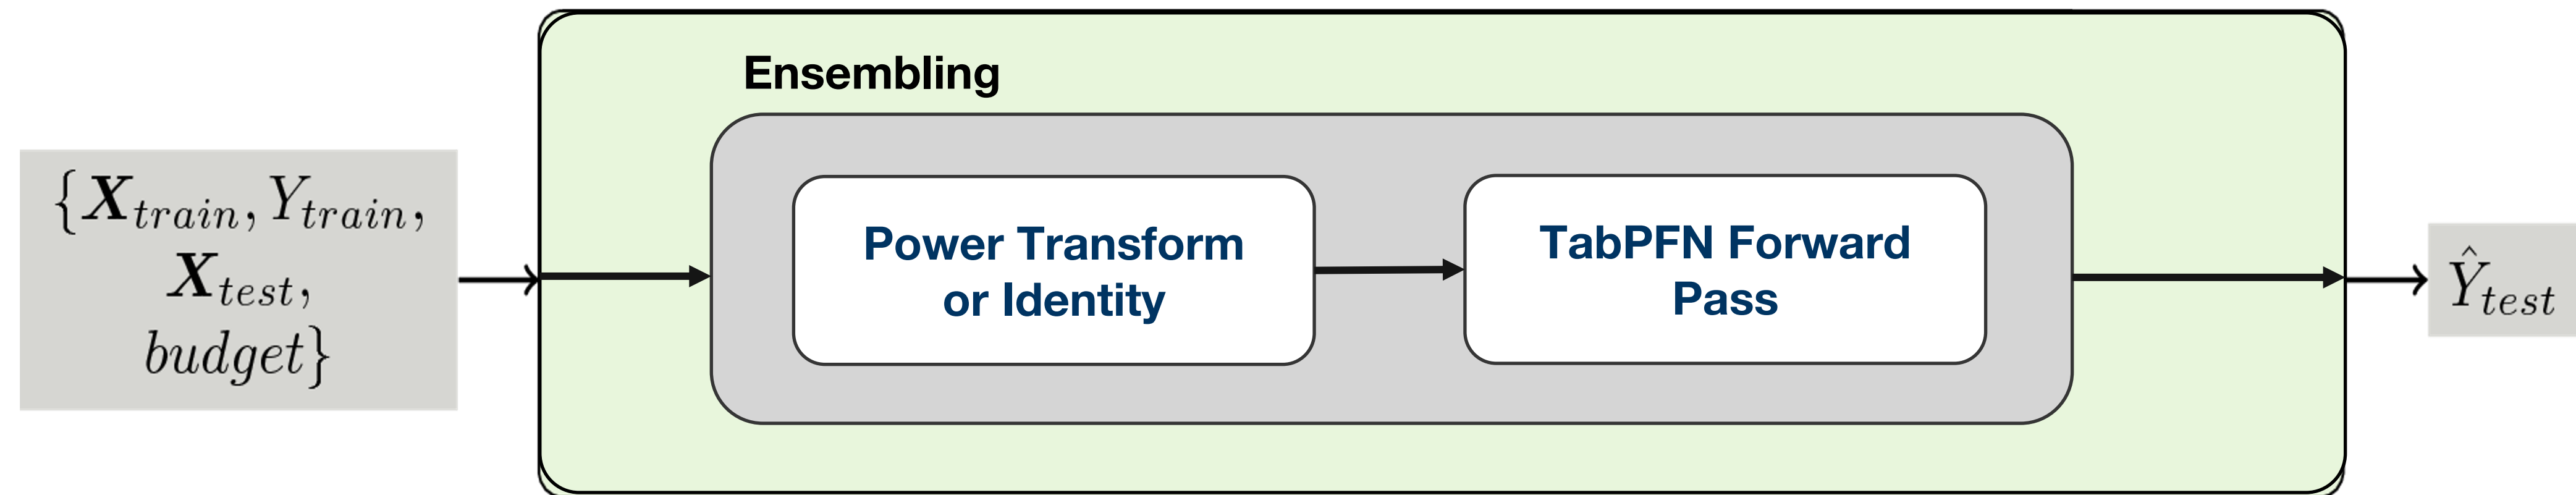 Ensembling
{X_train, Y_train,
X_test,
budget}
Power Transform
or Identity
TabPFN Forward
Pass
Ŷ_test